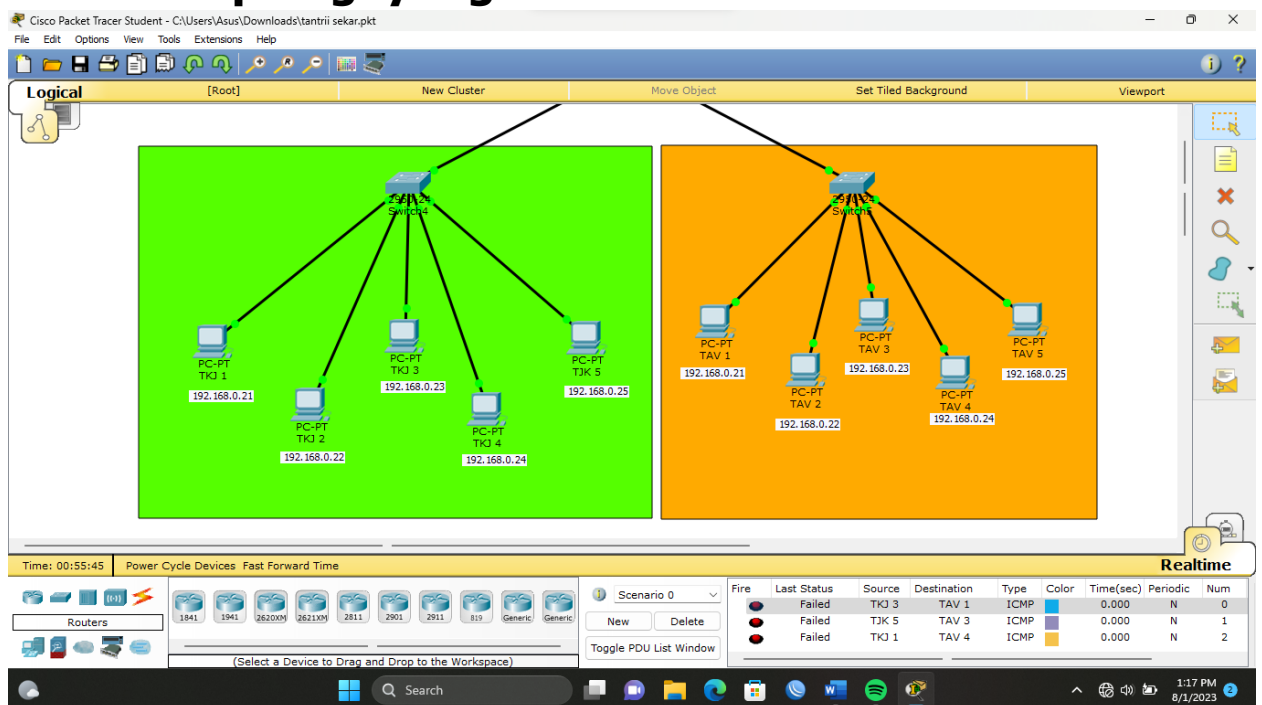 Cisco Packet Tracer Student - C:\Users\Asus\Downloads\tantrii sekar.pkt
File Edit Options View Tools Extensions Help
Logical [Root] New Cluster Move Object Set Tiled Background Viewport
2950-24
Switch4
2950-24
Switch5
PC-PT
TKJ 1
192.168.0.21
PC-PT
TKJ 2
192.168.0.22
PC-PT
TKJ 3
192.168.0.23
PC-PT
TKJ 4
192.168.0.24
PC-PT
TJK 5
192.168.0.25
PC-PT
TAV 1
192.168.0.21
PC-PT
TAV 2
192.168.0.22
PC-PT
TAV 3
192.168.0.23
PC-PT
TAV 4
192.168.0.24
PC-PT
TAV 5
192.168.0.25
Time: 00:55:45 Power Cycle Devices Fast Forward Time Realtime
Routers
1841 1941 2620XM 2621XM 2811 2901 2911 819 Generic Generic
(Select a Device to Drag and Drop to the Workspace)
Scenario 0
New Delete
Toggle PDU List Window
Fire Last Status Source Destination Type Color Time(sec) Periodic Num
Failed TKJ 3 TAV 1 ICMP 0.000 N 0
Failed TJK 5 TAV 3 ICMP 0.000 N 1
Failed TKJ 1 TAV 4 ICMP 0.000 N 2
Search
1:17 PM
8/1/2023
2